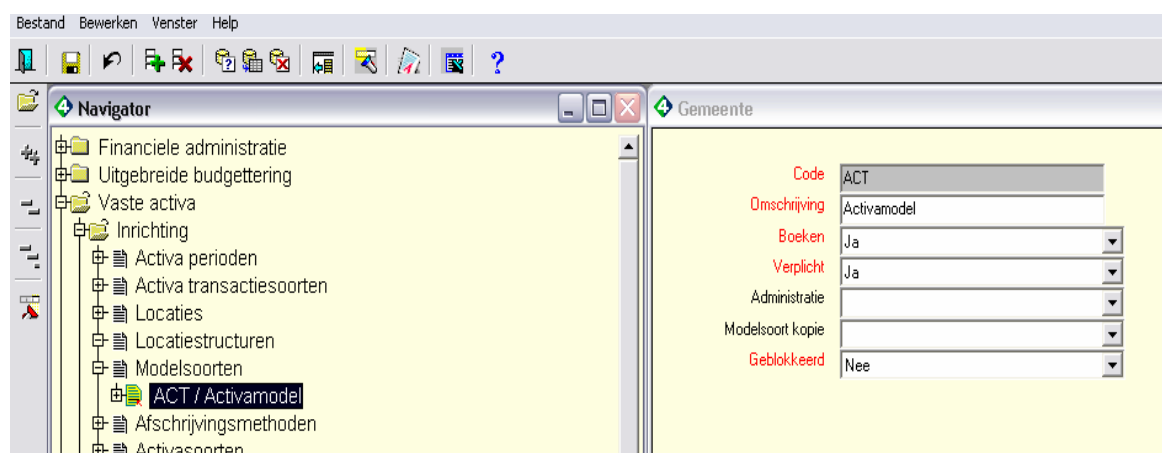 Bestand Bewerken Venster Help
Navigator
Financiele administratie
Uitgebreide budgettering
Vaste activa
Inrichting
Activa perioden
Activa transactiesoorten
Locaties
Locatiestructuren
Modelsoorten
ACT / Activamodel
Afschrijvingsmethoden
Activasoorten
Gemeente
Code ACT
Omschrijving Activamodel
Boeken Ja
Verplicht Ja
Administratie
Modelsoort kopie
Geblokkeerd Nee